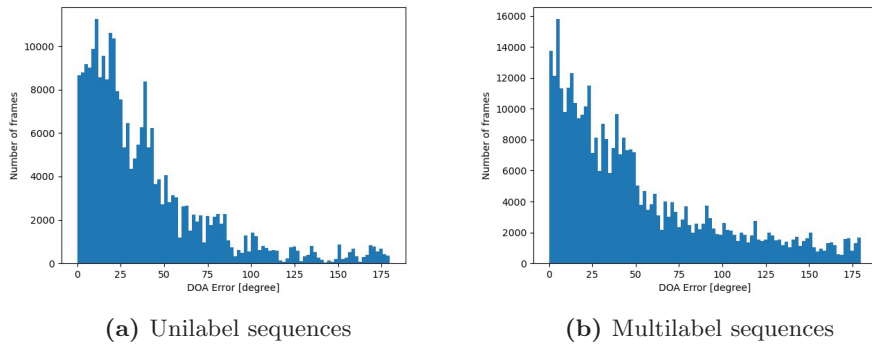 10000
8000
6000
4000
2000
0
Number of frames
0 25 50 75 100 125 150 175
DOA Error [degree]
(a) Unilabel sequences
16000
14000
12000
10000
8000
6000
4000
2000
0
Number of frames
0 25 50 75 100 125 150 175
DOA Error [degree]
(b) Multilabel sequences